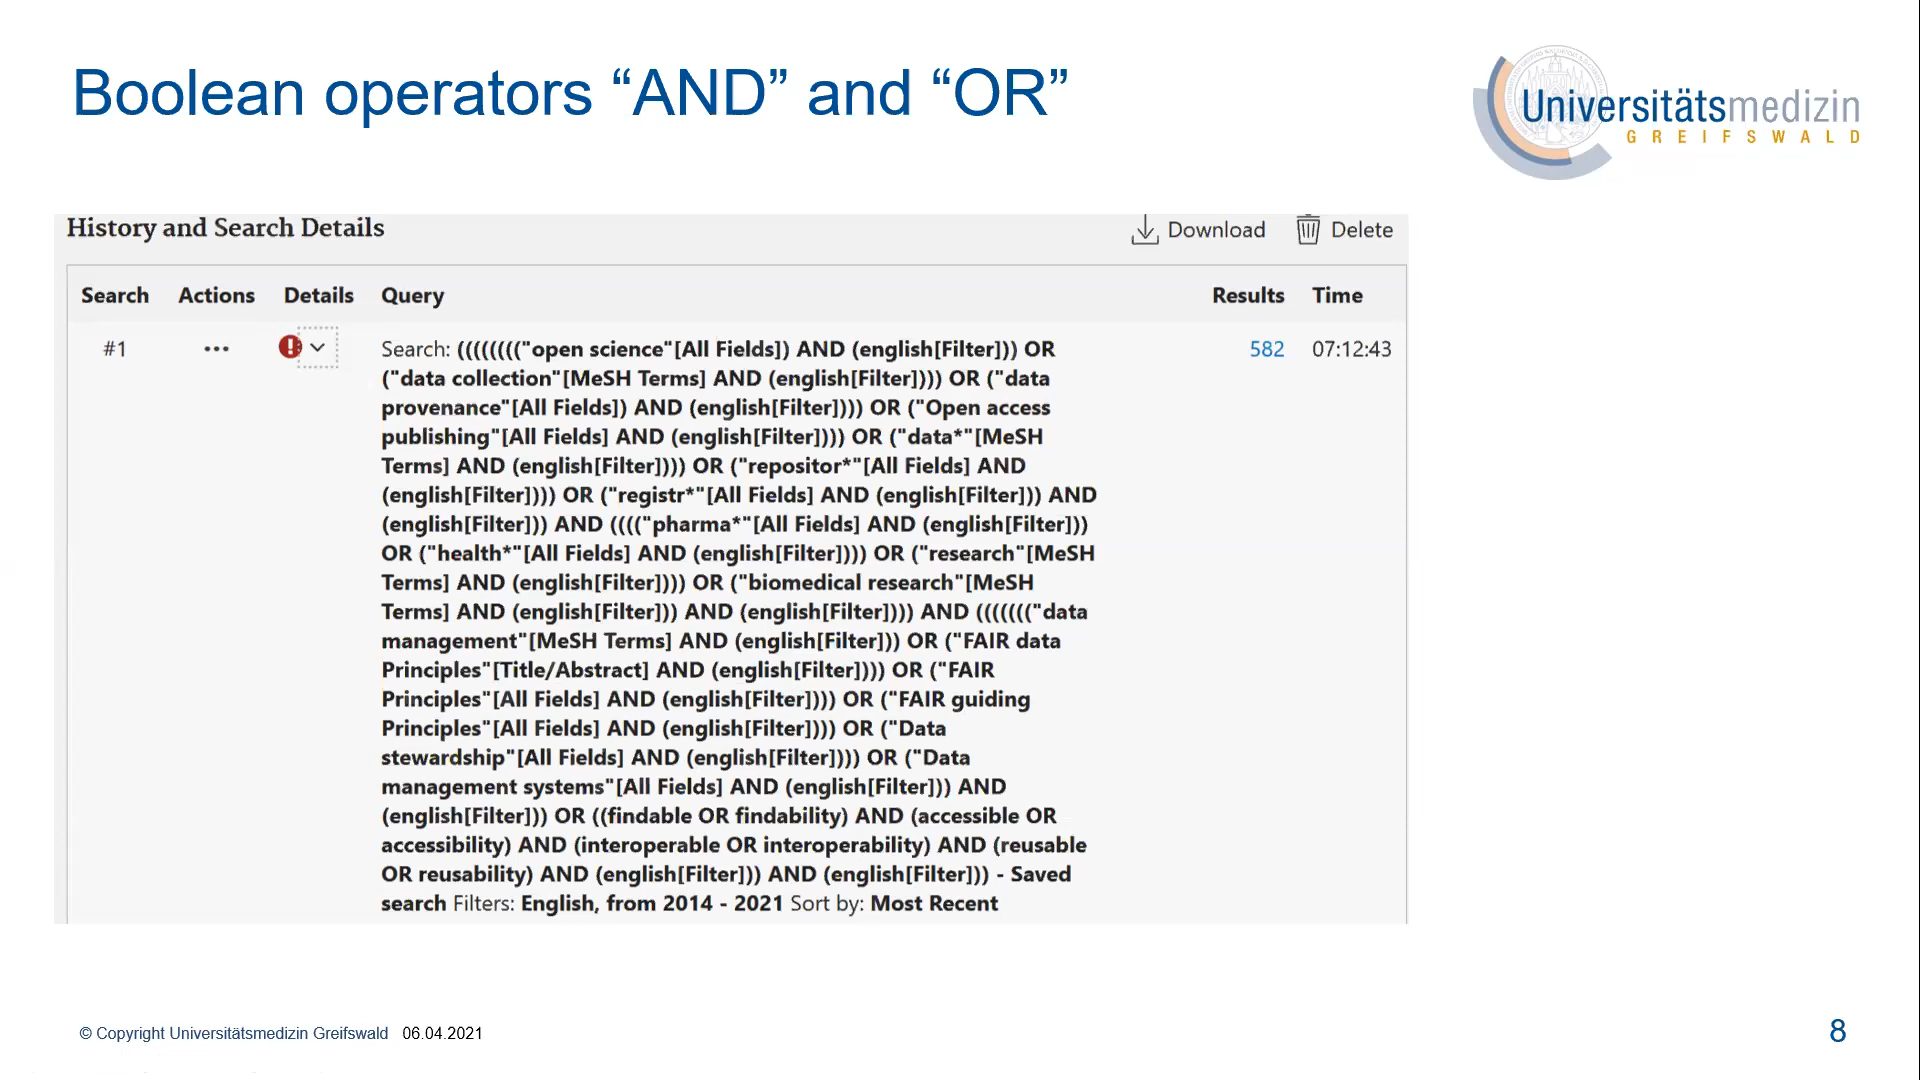 Boolean operators “AND” and “OR”
Universitätsmedizin
GREIFSWALD
History and Search Details
Download
Delete
Search Actions Details Query Results Time
#1 Search: (((((((("open science"[All Fields]) AND (english[Filter])) OR 582 07:12:43
("data collection"[MeSH Terms] AND (english[Filter]))) OR ("data
provenance"[All Fields]) AND (english[Filter]))) OR ("Open access
publishing"[All Fields] AND (english[Filter]))) OR ("data*"[MeSH
Terms] AND (english[Filter]))) OR ("repositor*"[All Fields] AND
(english[Filter]))) OR ("registr*"[All Fields] AND (english[Filter])) AND
(english[Filter])) AND (((("pharma*"[All Fields] AND (english[Filter]))
OR ("health*"[All Fields] AND (english[Filter]))) OR ("research"[MeSH
Terms] AND (english[Filter]))) OR ("biomedical research"[MeSH
Terms] AND (english[Filter])) AND (english[Filter]))) AND ((((((("data
management"[MeSH Terms] AND (english[Filter])) OR ("FAIR data
Principles"[Title/Abstract] AND (english[Filter]))) OR ("FAIR
Principles"[All Fields] AND (english[Filter]))) OR ("FAIR guiding
Principles"[All Fields] AND (english[Filter]))) OR ("Data
stewardship"[All Fields] AND (english[Filter]))) OR ("Data
management systems"[All Fields] AND (english[Filter])) AND
(english[Filter])) OR ((findable OR findability) AND (accessible OR
accessibility) AND (interoperable OR interoperability) AND (reusable
OR reusability) AND (english[Filter])) AND (english[Filter])) - Saved
search Filters: English, from 2014 - 2021 Sort by: Most Recent
© Copyright Universitätsmedizin Greifswald 06.04.2021
8